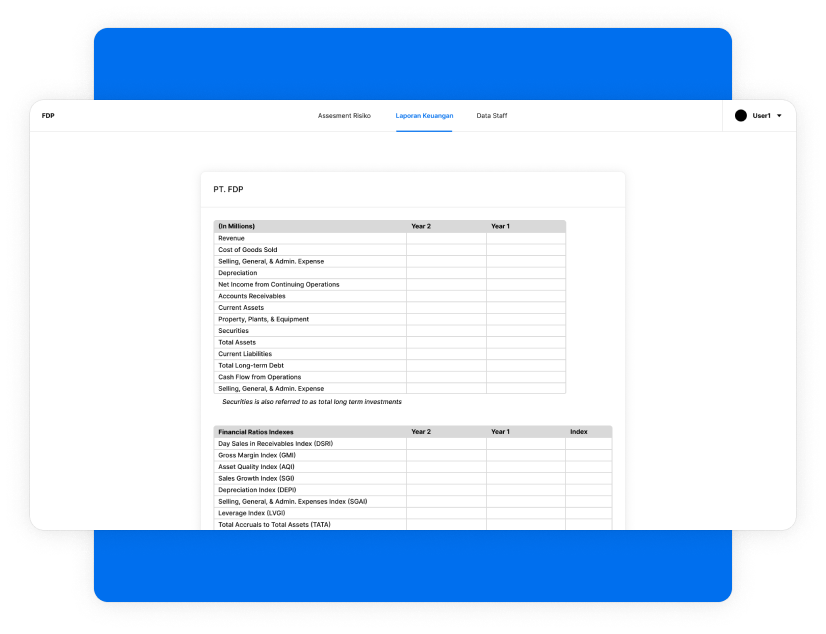 FDP Assesment Risiko Laporan Keuangan Data Staff User1
PT. FDP
(In Millions) Year 2 Year 1
Revenue
Cost of Goods Sold
Selling, General, & Admin. Expense
Depreciation
Net Income from Continuing Operations
Accounts Receivables
Current Assets
Property, Plants, & Equipment
Securities
Total Assets
Current Liabilities
Total Long-term Debt
Cash Flow from Operations
Selling, General, & Admin. Expense
Securities is also referred to as total long term investments
Financial Ratios Indexes Year 2 Year 1 Index
Day Sales in Receivables Index (DSRI)
Gross Margin Index (GMI)
Asset Quality Index (AQI)
Sales Growth Index (SGI)
Depreciation Index (DEPI)
Selling, General, & Admin. Expenses Index (SGAI)
Leverage Index (LVGI)
Total Accruals to Total Assets (TATA)